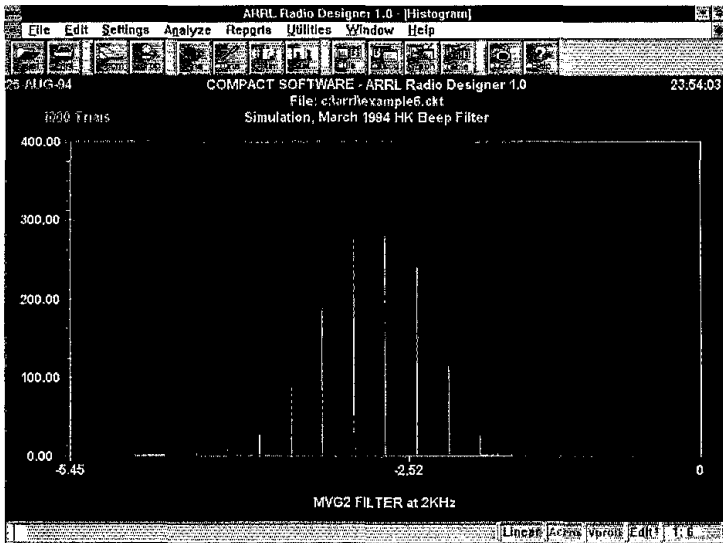 ARRL Radio Designer 1.0 - [Histogram]
File Edit Settings Analyze Reports Utilities Window Help
25-AUG-94 COMPACT SOFTWARE - ARRL Radio Designer 1.0 23:54:03
File: c:\arrl\example6.ckt
1000 Trials Simulation, March 1994 HK Beep Filter
400.00
300.00
200.00
100.00
0.00
-5.45 -2.52 0
MVG2 FILTER at 2KHz
Linear